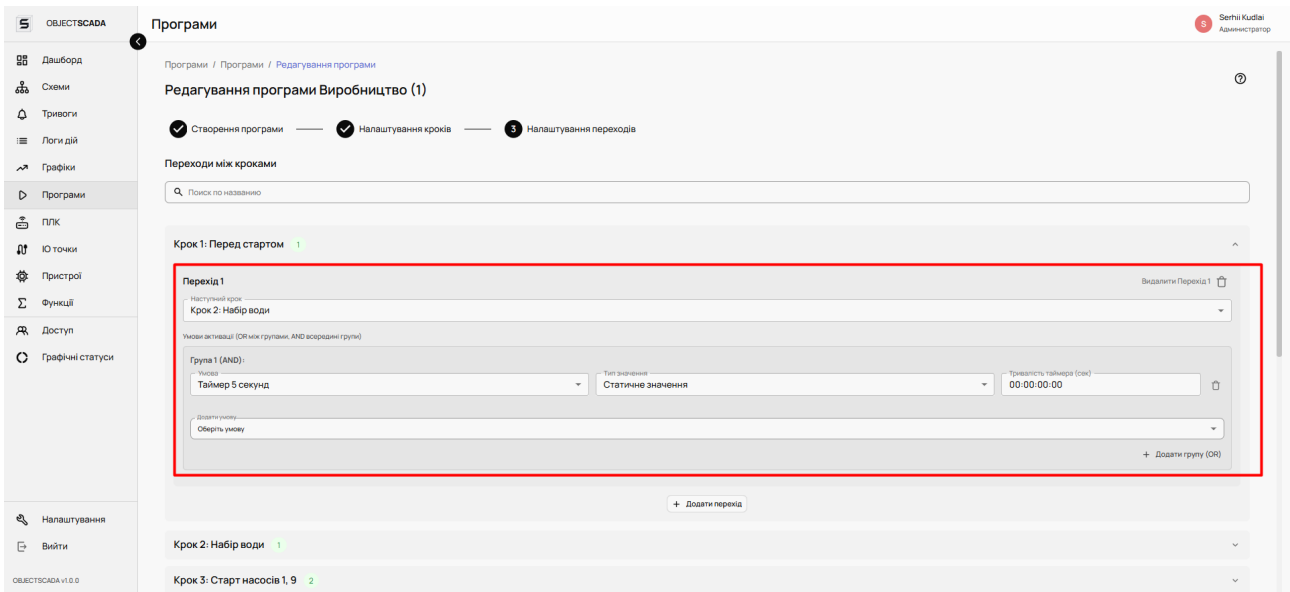 S OBJECTSCADA
Програми
S Serhii Kudlai
Администратор
Дашборд
Схеми
Тривоги
Логи дій
Графіки
Програми
ПЛК
IO точки
Пристрої
Функції
Доступ
Графічні статуси
Налаштування
Вийти
OBJECTSCADA v1.0.0
Програми / Програми / Редагування програми
Редагування програми Виробництво (1)
Створення програми
Налаштування кроків
3 Налаштування переходів
Переходи між кроками
Поиск по названию
Крок 1: Перед стартом 1
Перехід 1
Видалити Перехід 1
Наступний крок
Крок 2: Набір води
Умови активації (OR між групами, AND всередині групи)
Група 1 (AND):
Умова
Таймер 5 секунд
Тип значення
Статичне значення
Тривалість таймера (сек)
00:00:00:00
Додати умову
Оберіть умову
+ Додати групу (OR)
+ Додати перехід
Крок 2: Набір води 1
Крок 3: Старт насосів 1, 9 2